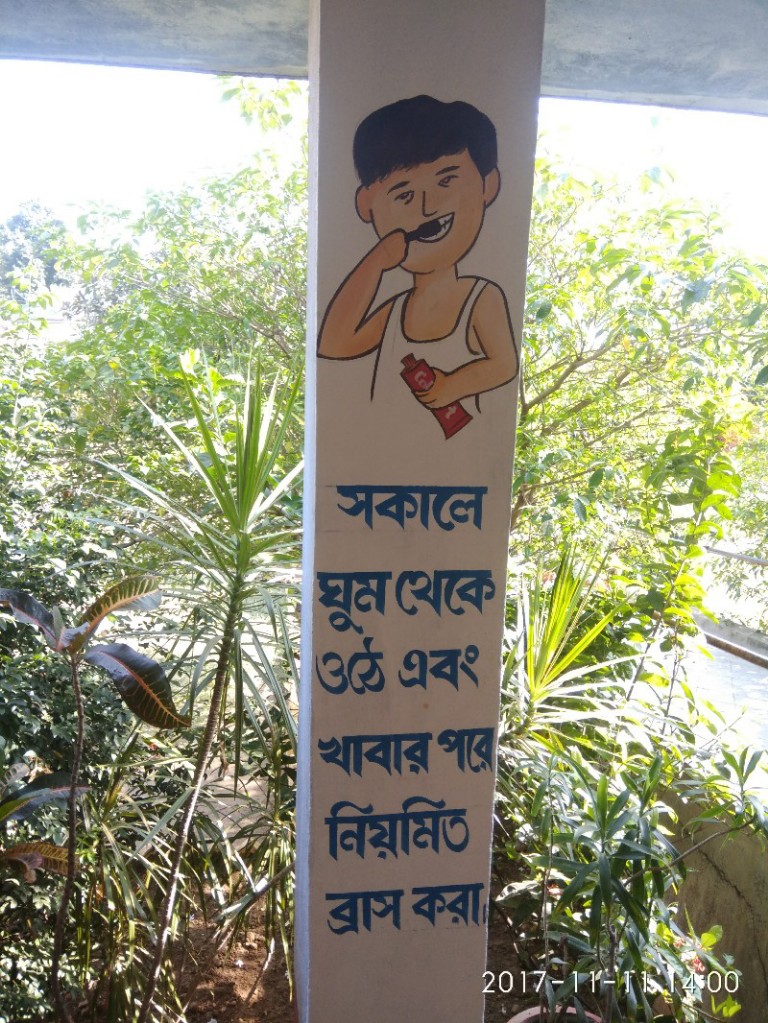 সকালে
ঘুম থেকে
ওঠে এবং
খাবার পরে
নিয়মিত
ব্রাস করা।
2017-11-11 14:00